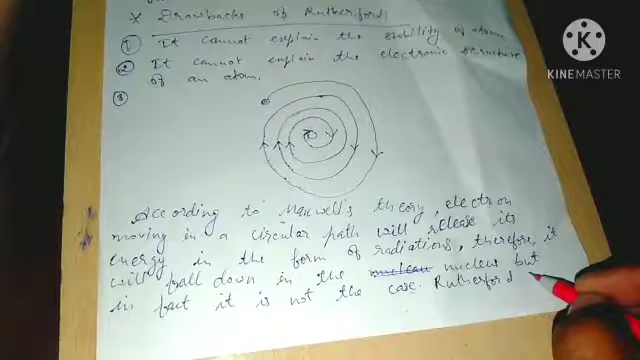 * Drawbacks of Rutherford:
① It cannot explain the stability of atom
② It cannot explain the electronic structure
of an atom.
③
According to Maxwell's theory, electron
moving in a circular path will release its
energy in the form of radiations, therefore, it
will fall down in the nucleus but
in fact it is not the case. Rutherford
K
KINEMASTER